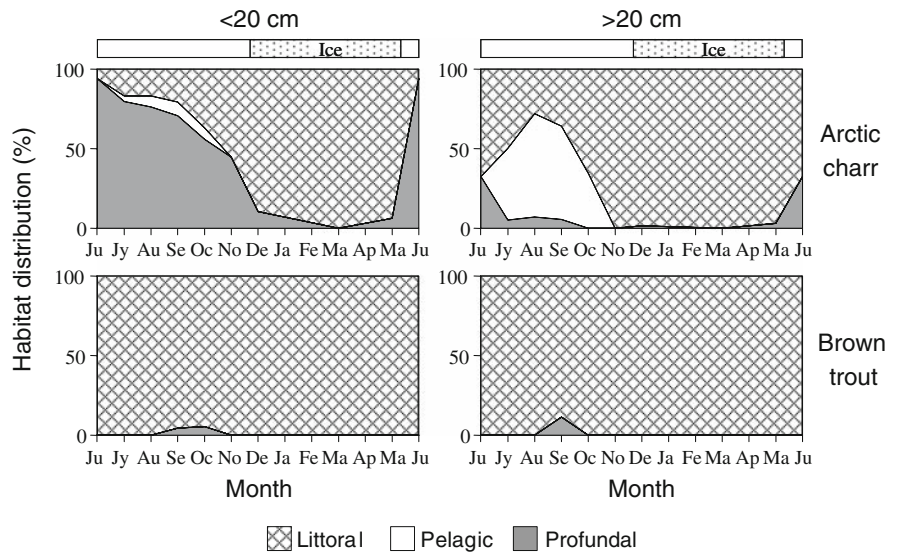 <20 cm
>20 cm
Ice
Ice
Habitat distribution (%)
100
50
0
Ju Jy Au Se Oc No De Ja Fe Ma Ap Ma Ju
100
50
0
Ju Jy Au Se Oc No De Ja Fe Ma Ap Ma Ju
Arctic
charr
100
50
0
Ju Jy Au Se Oc No De Ja Fe Ma Ap Ma Ju
Month
100
50
0
Ju Jy Au Se Oc No De Ja Fe Ma Ap Ma Ju
Month
Brown
trout
Littoral
Pelagic
Profundal